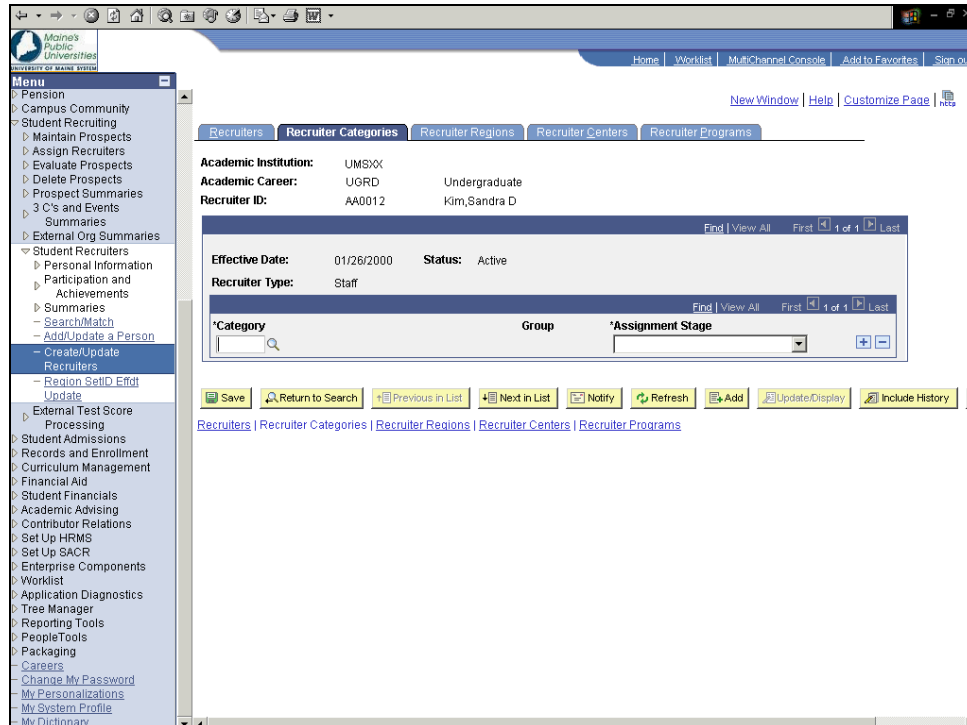 Maine's
Public
Universities
UNIVERSITY OF MAINE SYSTEM
Home | Worklist | MultiChannel Console | Add to Favorites | Sign ou
Menu
Pension
Campus Community
Student Recruiting
Maintain Prospects
Assign Recruiters
Evaluate Prospects
Delete Prospects
Prospect Summaries
3 C's and Events
Summaries
External Org Summaries
Student Recruiters
Personal Information
Participation and
Achievements
Summaries
Search/Match
Add/Update a Person
Create/Update
Recruiters
Region SetID Effdt
Update
External Test Score
Processing
Student Admissions
Records and Enrollment
Curriculum Management
Financial Aid
Student Financials
Academic Advising
Contributor Relations
Set Up HRMS
Set Up SACR
Enterprise Components
Worklist
Application Diagnostics
Tree Manager
Reporting Tools
PeopleTools
Packaging
Careers
Change My Password
My Personalizations
My System Profile
My Dictionary
New Window | Help | Customize Page | http
Recruiters Recruiter Categories Recruiter Regions Recruiter Centers Recruiter Programs
Academic Institution: UMSXX
Academic Career: UGRD Undergraduate
Recruiter ID: AA0012 Kim,Sandra D
Find | View All First 1 of 1 Last
Effective Date: 01/26/2000 Status: Active
Recruiter Type: Staff
Find | View All First 1 of 1 Last
*Category Group *Assignment Stage
Save Return to Search Previous in List Next in List Notify Refresh Add Update/Display Include History
Recruiters | Recruiter Categories | Recruiter Regions | Recruiter Centers | Recruiter Programs